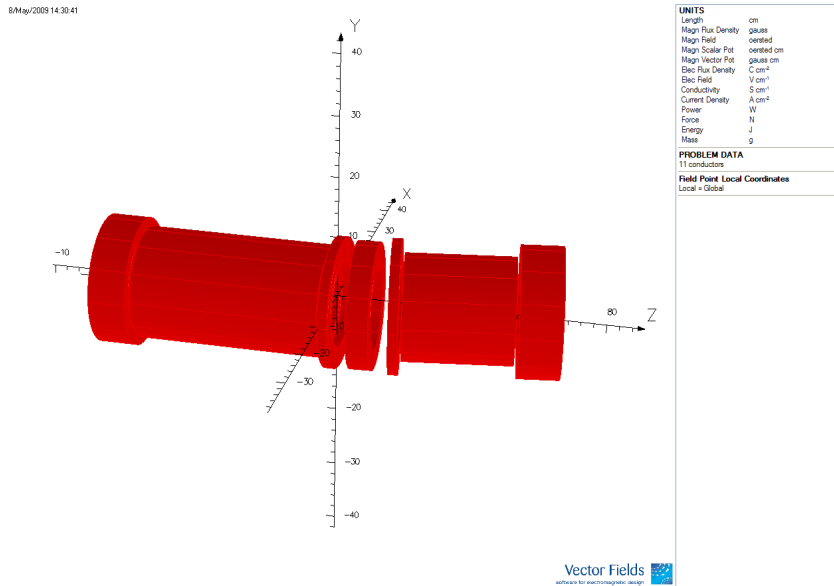 8/May/2009 14:30:41
UNITS
Length cm
Magn Flux Density gauss
Magn Field oersted
Magn Scalar Pot oersted cm
Magn Vector Pot gauss cm
Elec Flux Density C cm⁻²
Elec Field V cm⁻¹
Conductivity S cm⁻¹
Current Density A cm⁻²
Power W
Force N
Energy J
Mass g
PROBLEM DATA
11 conductors
Field Point Local Coordinates
Local = Global
Y
40
30
20
X
40
30
10
-10
80
Z
-10
-20
-30
-20
-30
-40
Vector Fields
software for electromagnetic design